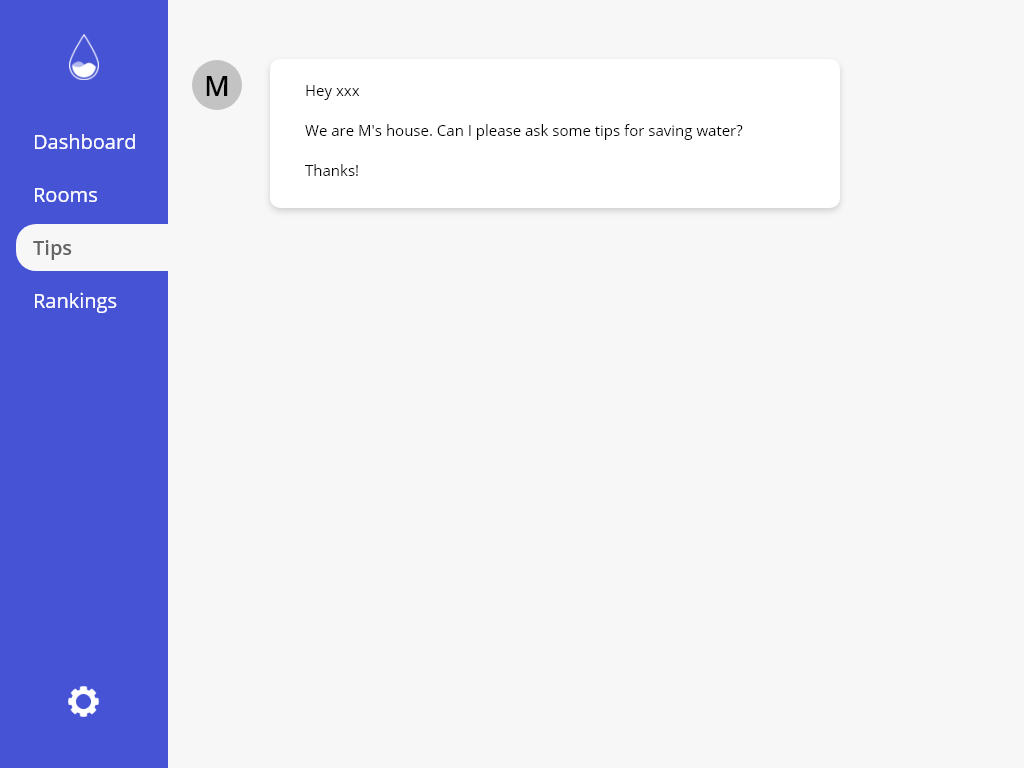 Dashboard
Rooms
Tips
Rankings
M
Hey xxx
We are M's house. Can I please ask some tips for saving water?
Thanks!